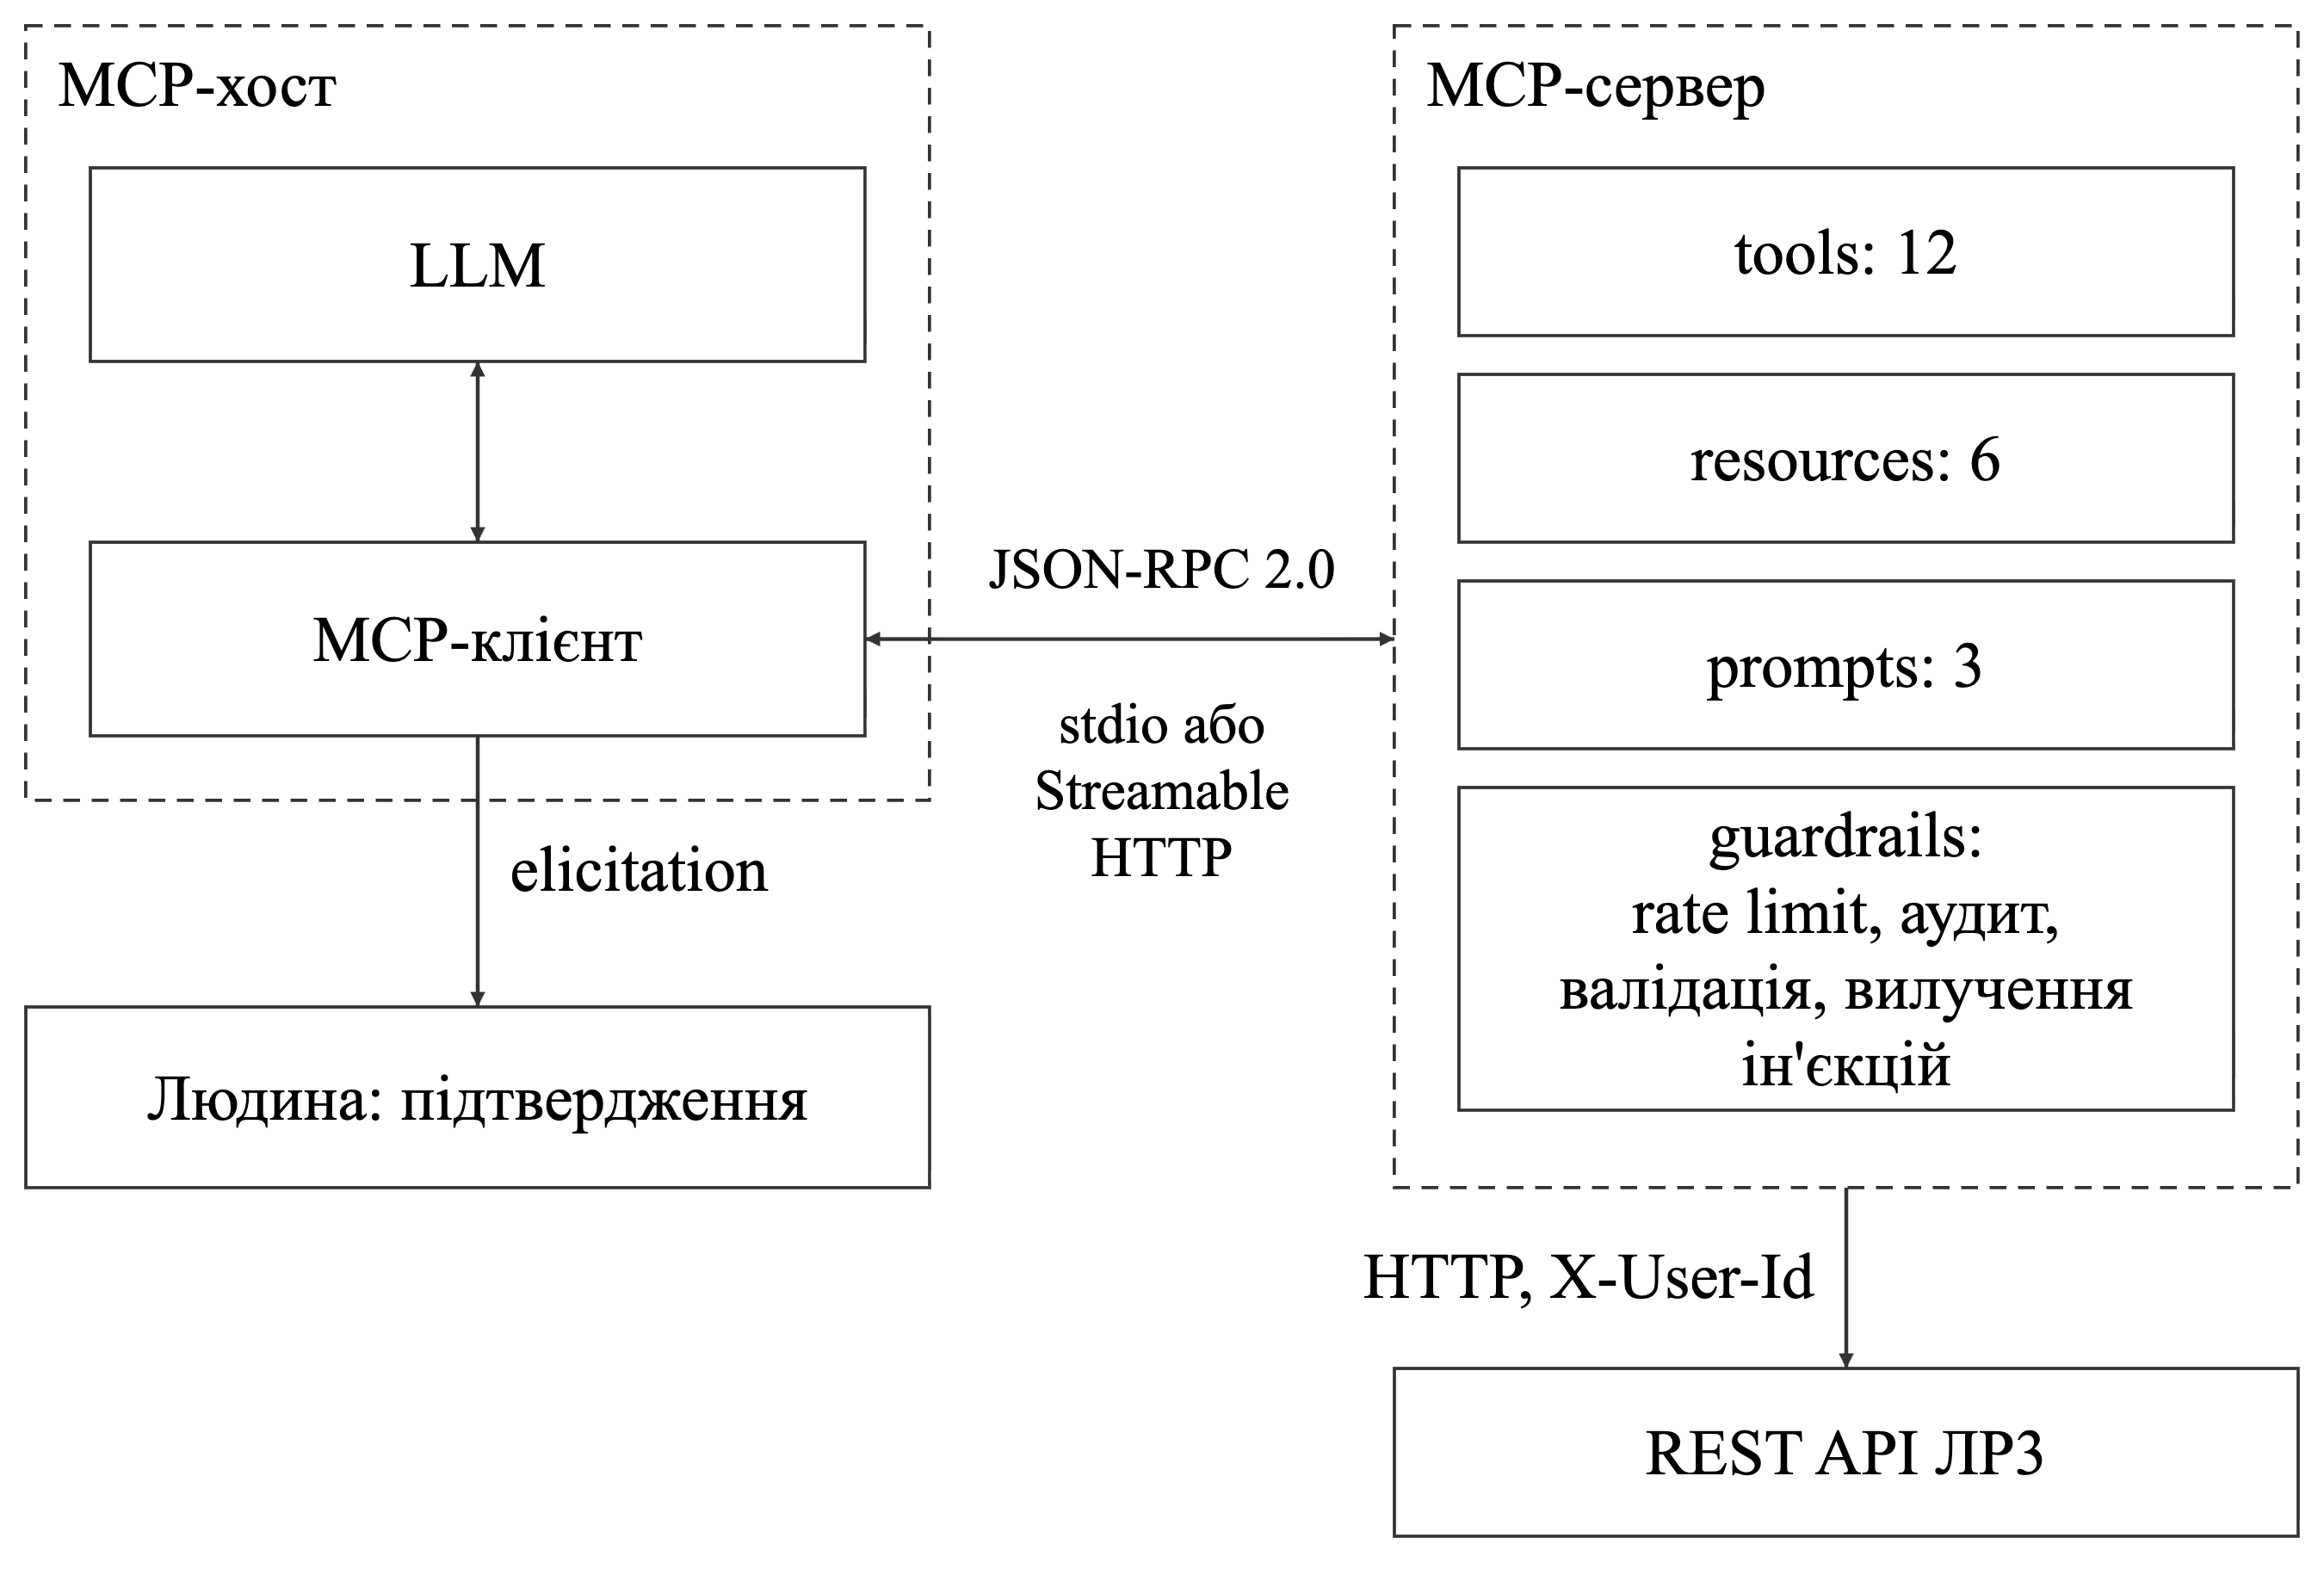 MCP-хост
LLM
MCP-клієнт
elicitation
Людина: підтвердження
JSON-RPC 2.0
stdio або
Streamable
HTTP
MCP-сервер
tools: 12
resources: 6
prompts: 3
guardrails:
rate limit, аудит,
валідація, вилучення
ін'єкцій
HTTP, X-User-Id
REST API ЛР3